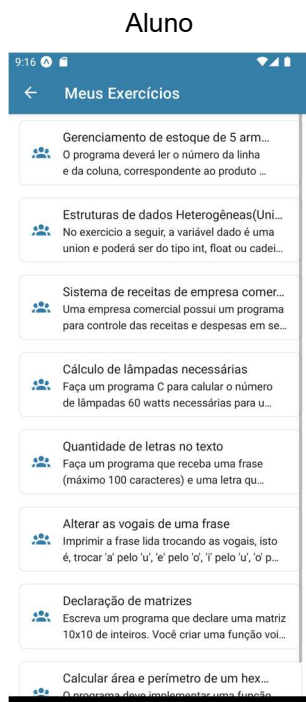 Aluno
9:16
Meus Exercícios
Gerenciamento de estoque de 5 arm...
O programa deverá ler o número da linha
e da coluna, correspondente ao produto ...
Estruturas de dados Heterogêneas(Uni...
No exercicio a seguir, a variável dado é uma
union e poderá ser do tipo int, float ou cadei...
Sistema de receitas de empresa comer...
Uma empresa comercial possui um programa
para controle das receitas e despesas em se...
Cálculo de lâmpadas necessárias
Faça um programa C para calular o número
de lâmpadas 60 watts necessárias para u...
Quantidade de letras no texto
Faça um programa que receba uma frase
(máximo 100 caracteres) e uma letra qu...
Alterar as vogais de uma frase
Imprimir a frase lida trocando as vogais, isto
é, trocar 'a' pelo 'u', 'e' pelo 'o', 'i' pelo 'u', 'o' p...
Declaração de matrizes
Escreva um programa que declare uma matriz
10x10 de inteiros. Você criar uma função voi...
Calcular área e perímetro de um hex...
O programa deve implementar uma função